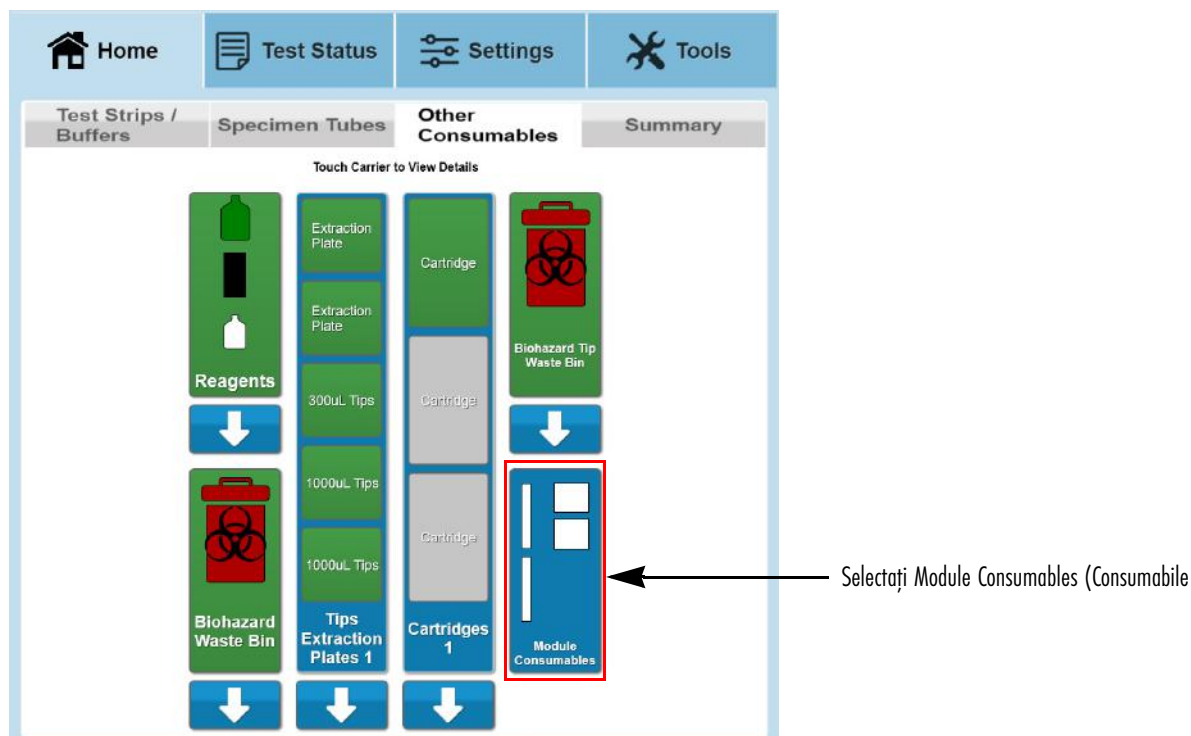 Home
Test Status
Settings
Tools
Test Strips /
Buffers
Specimen Tubes
Other
Consumables
Summary
Touch Carrier to View Details
Reagents
Biohazard
Waste Bin
Extraction
Plate
Extraction
Plate
300uL Tips
1000uL Tips
1000uL Tips
Tips
Extraction
Plates 1
Cartridge
Cartridge
Cartridge
Cartridges
1
Biohazard Tip
Waste Bin
Module
Consumables
Selectați Module Consumables (Consumabile